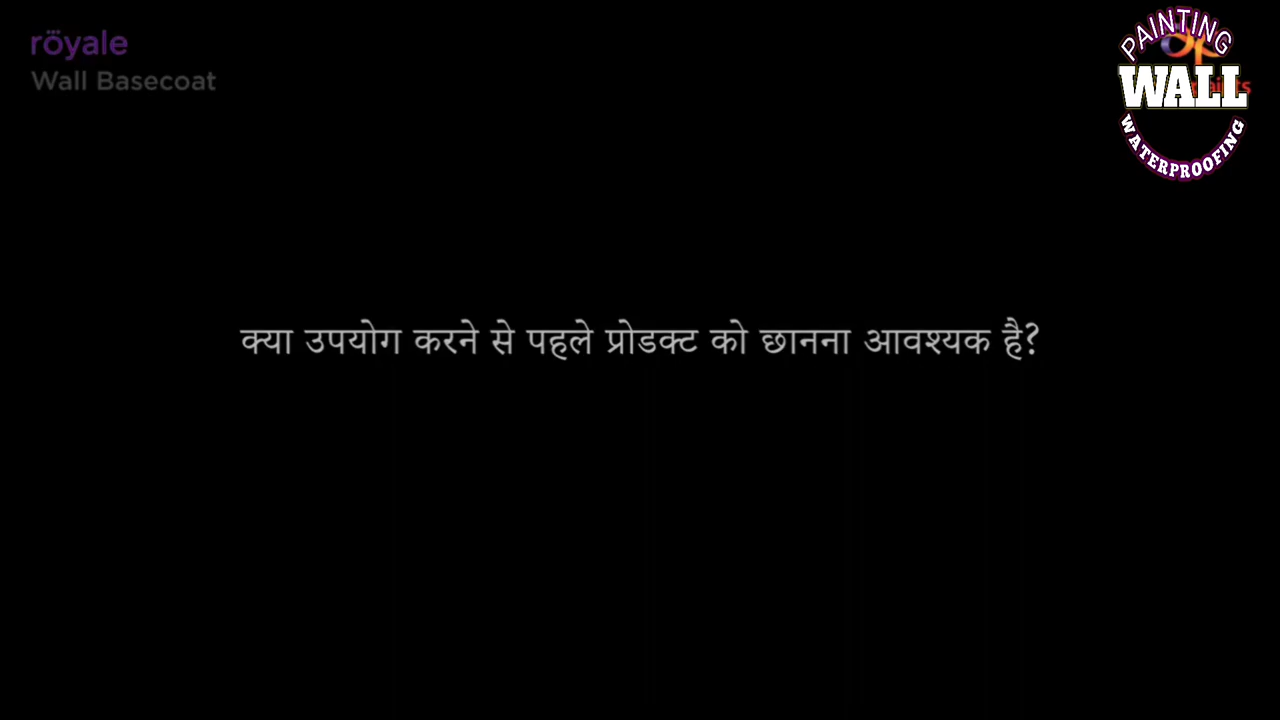 röyale
Wall Basecoat
PAINTING
WALL
WATERPROOFING
क्या उपयोग करने से पहले प्रोडक्ट को छानना आवश्यक है?